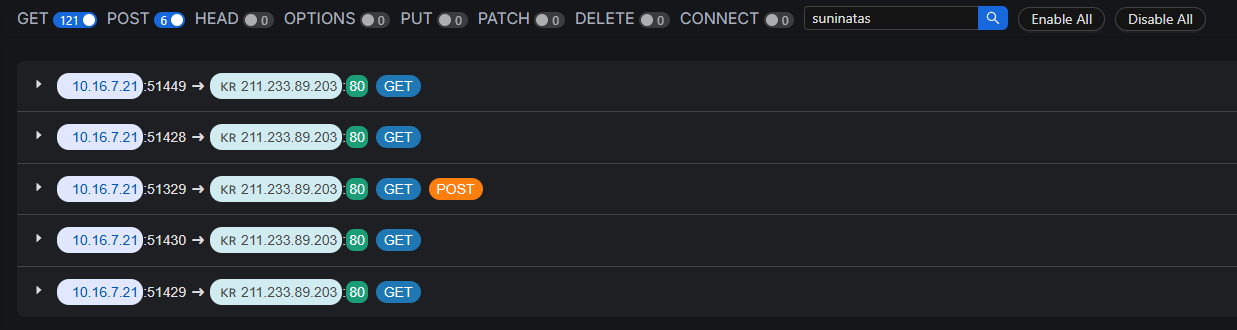 GET 121 POST 6 HEAD 0 OPTIONS 0 PUT 0 PATCH 0 DELETE 0 CONNECT 0 suninatas Enable All Disable All
10.16.7.21:51449 ➜ KR 211.233.89.203:80 GET
10.16.7.21:51428 ➜ KR 211.233.89.203:80 GET
10.16.7.21:51329 ➜ KR 211.233.89.203:80 GET POST
10.16.7.21:51430 ➜ KR 211.233.89.203:80 GET
10.16.7.21:51429 ➜ KR 211.233.89.203:80 GET